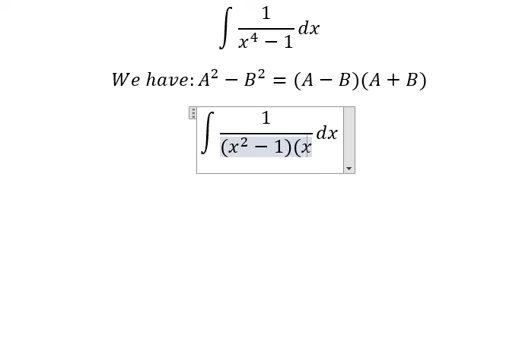 ∫ 1/(x⁴ − 1) dx
We have: A² − B² = (A − B)(A + B)
∫ 1/((x² − 1)(x dx